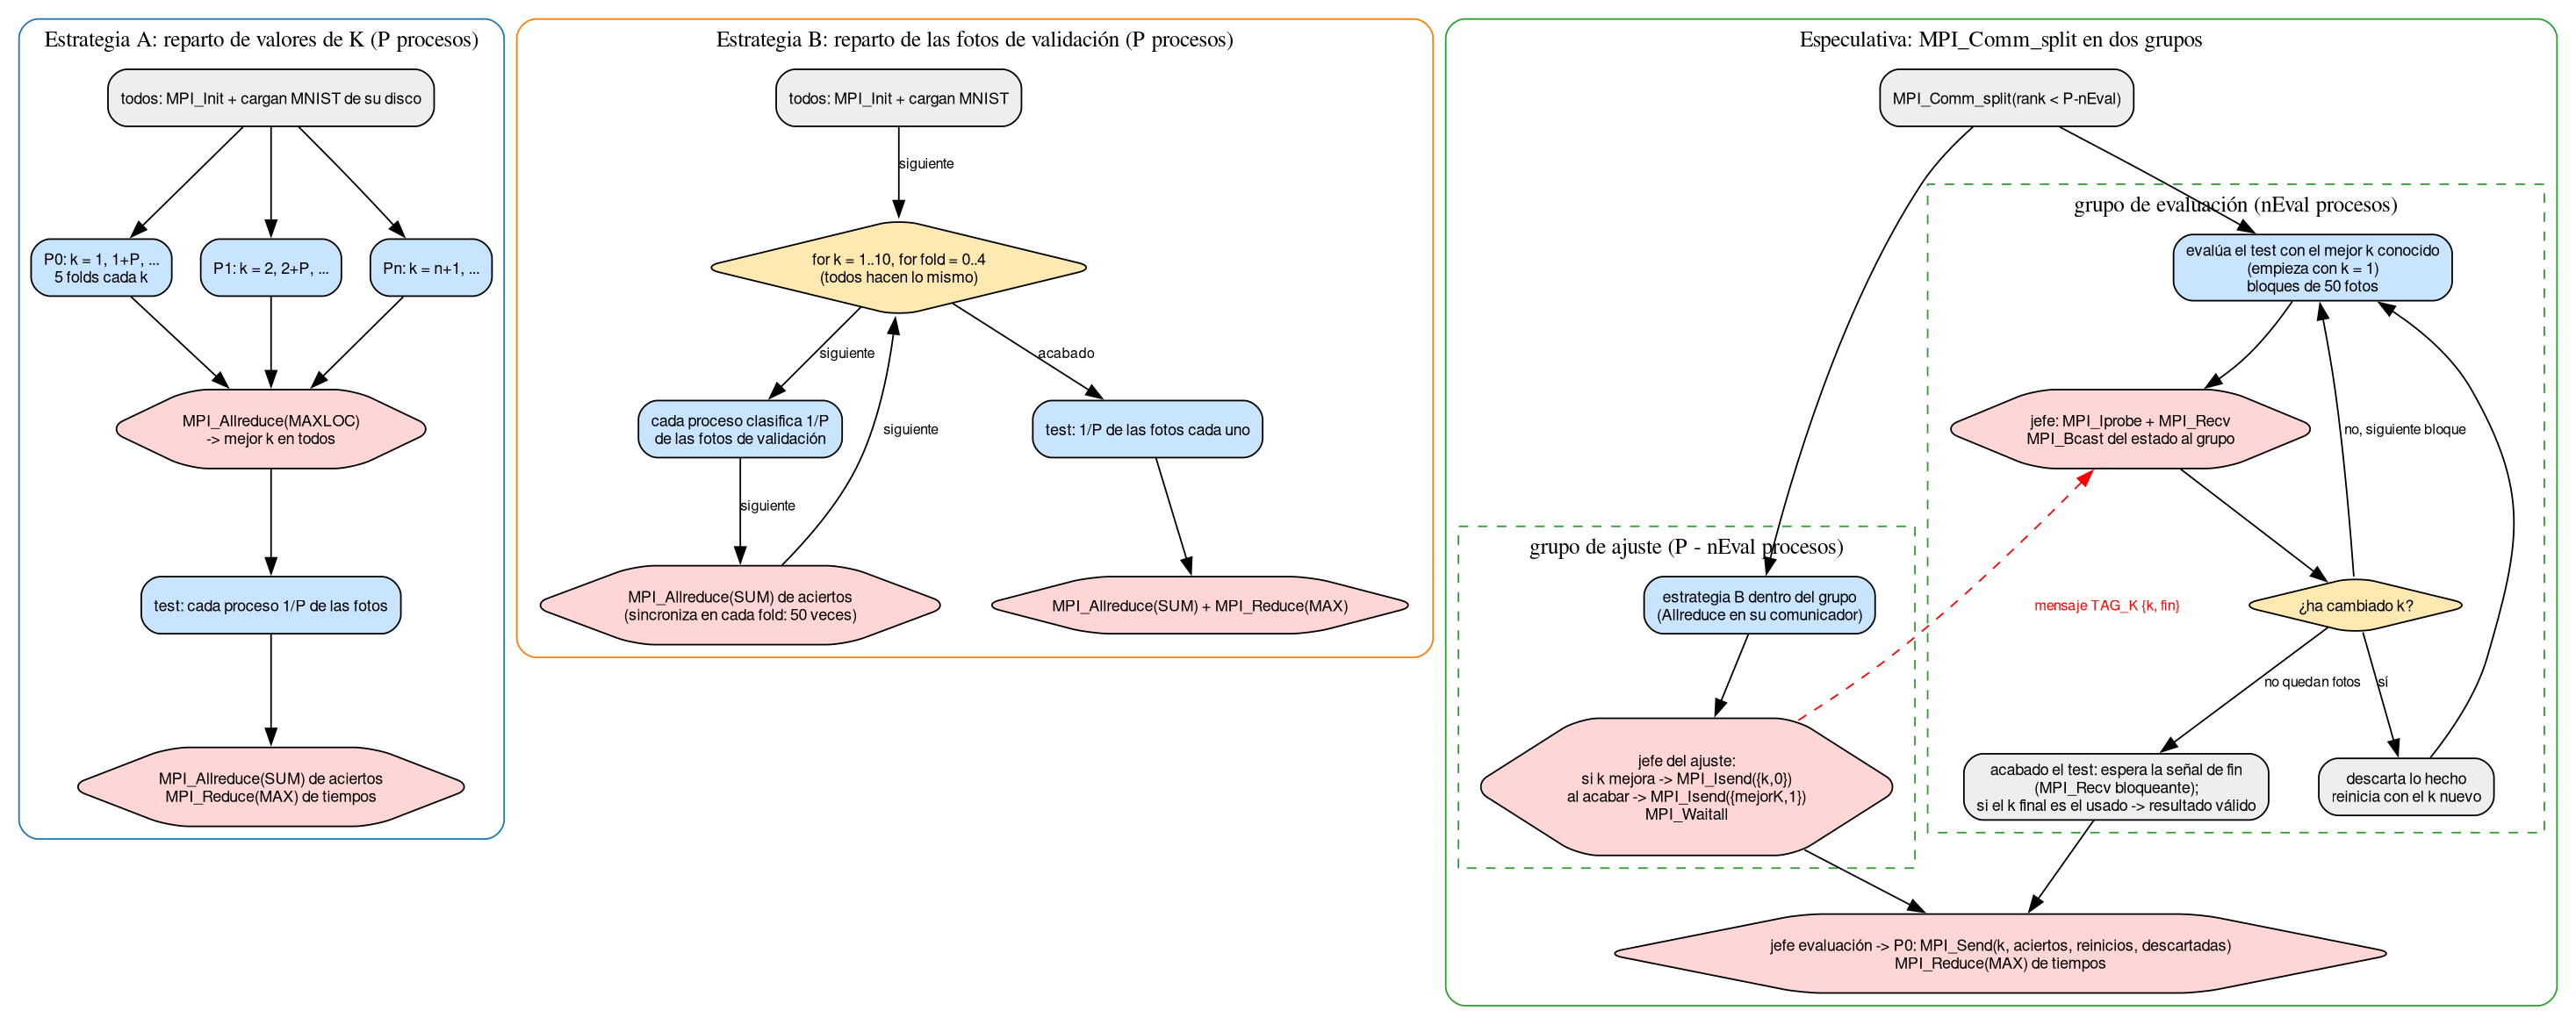 Estrategia A: reparto de valores de K (P procesos)
todos: MPI_Init + cargan MNIST de su disco
P0: k = 1, 1+P, ...
5 folds cada k
P1: k = 2, 2+P, ...
Pn: k = n+1, ...
MPI_Allreduce(MAXLOC)
-> mejor k en todos
test: cada proceso 1/P de las fotos
MPI_Allreduce(SUM) de aciertos
MPI_Reduce(MAX) de tiempos
Estrategia B: reparto de las fotos de validación (P procesos)
todos: MPI_Init + cargan MNIST
siguiente
for k = 1..10, for fold = 0..4
(todos hacen lo mismo)
siguiente
acabado
cada proceso clasifica 1/P
de las fotos de validación
siguiente
test: 1/P de las fotos cada uno
siguiente
MPI_Allreduce(SUM) de aciertos
(sincroniza en cada fold: 50 veces)
MPI_Allreduce(SUM) + MPI_Reduce(MAX)
Especulativa: MPI_Comm_split en dos grupos
MPI_Comm_split(rank < P-nEval)
grupo de evaluación (nEval procesos)
evalúa el test con el mejor k conocido
(empieza con k = 1)
bloques de 50 fotos
jefe: MPI_Iprobe + MPI_Recv
MPI_Bcast del estado al grupo
no, siguiente bloque
grupo de ajuste (P - nEval procesos)
estrategia B dentro del grupo
(Allreduce en su comunicador)
mensaje TAG_K {k, fin}
¿ha cambiado k?
no quedan fotos
sí
jefe del ajuste:
si k mejora -> MPI_Isend({k,0})
al acabar -> MPI_Isend({mejorK,1})
MPI_Waitall
acabado el test: espera la señal de fin
(MPI_Recv bloqueante);
si el k final es el usado -> resultado válido
descarta lo hecho
reinicia con el k nuevo
jefe evaluación -> P0: MPI_Send(k, aciertos, reinicios, descartadas)
MPI_Reduce(MAX) de tiempos